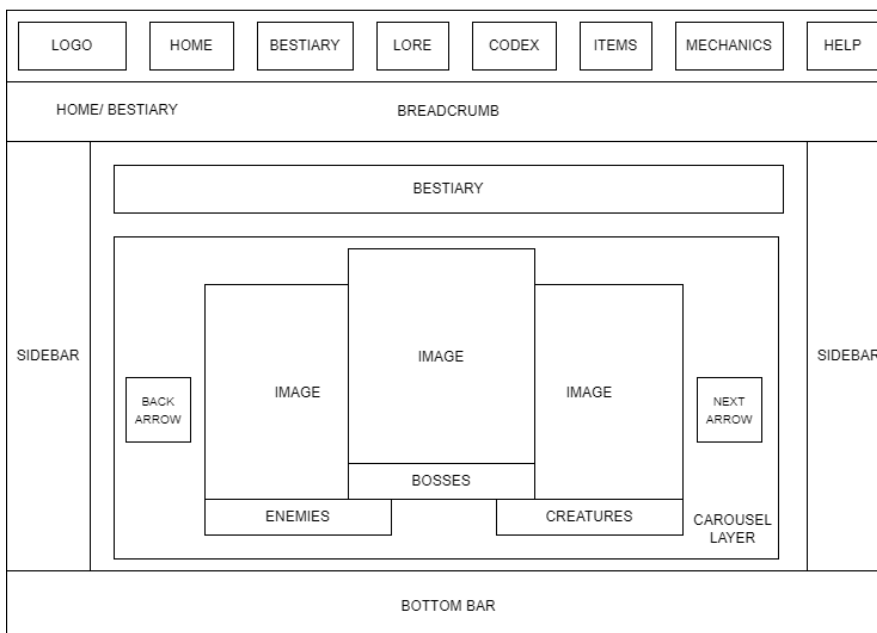 LOGO
HOME
BESTIARY
LORE
CODEX
ITEMS
MECHANICS
HELP
HOME/ BESTIARY
BREADCRUMB
BESTIARY
SIDEBAR
BACK
ARROW
IMAGE
IMAGE
IMAGE
NEXT
ARROW
SIDEBAR
BOSSES
ENEMIES
CREATURES
CAROUSEL
LAYER
BOTTOM BAR